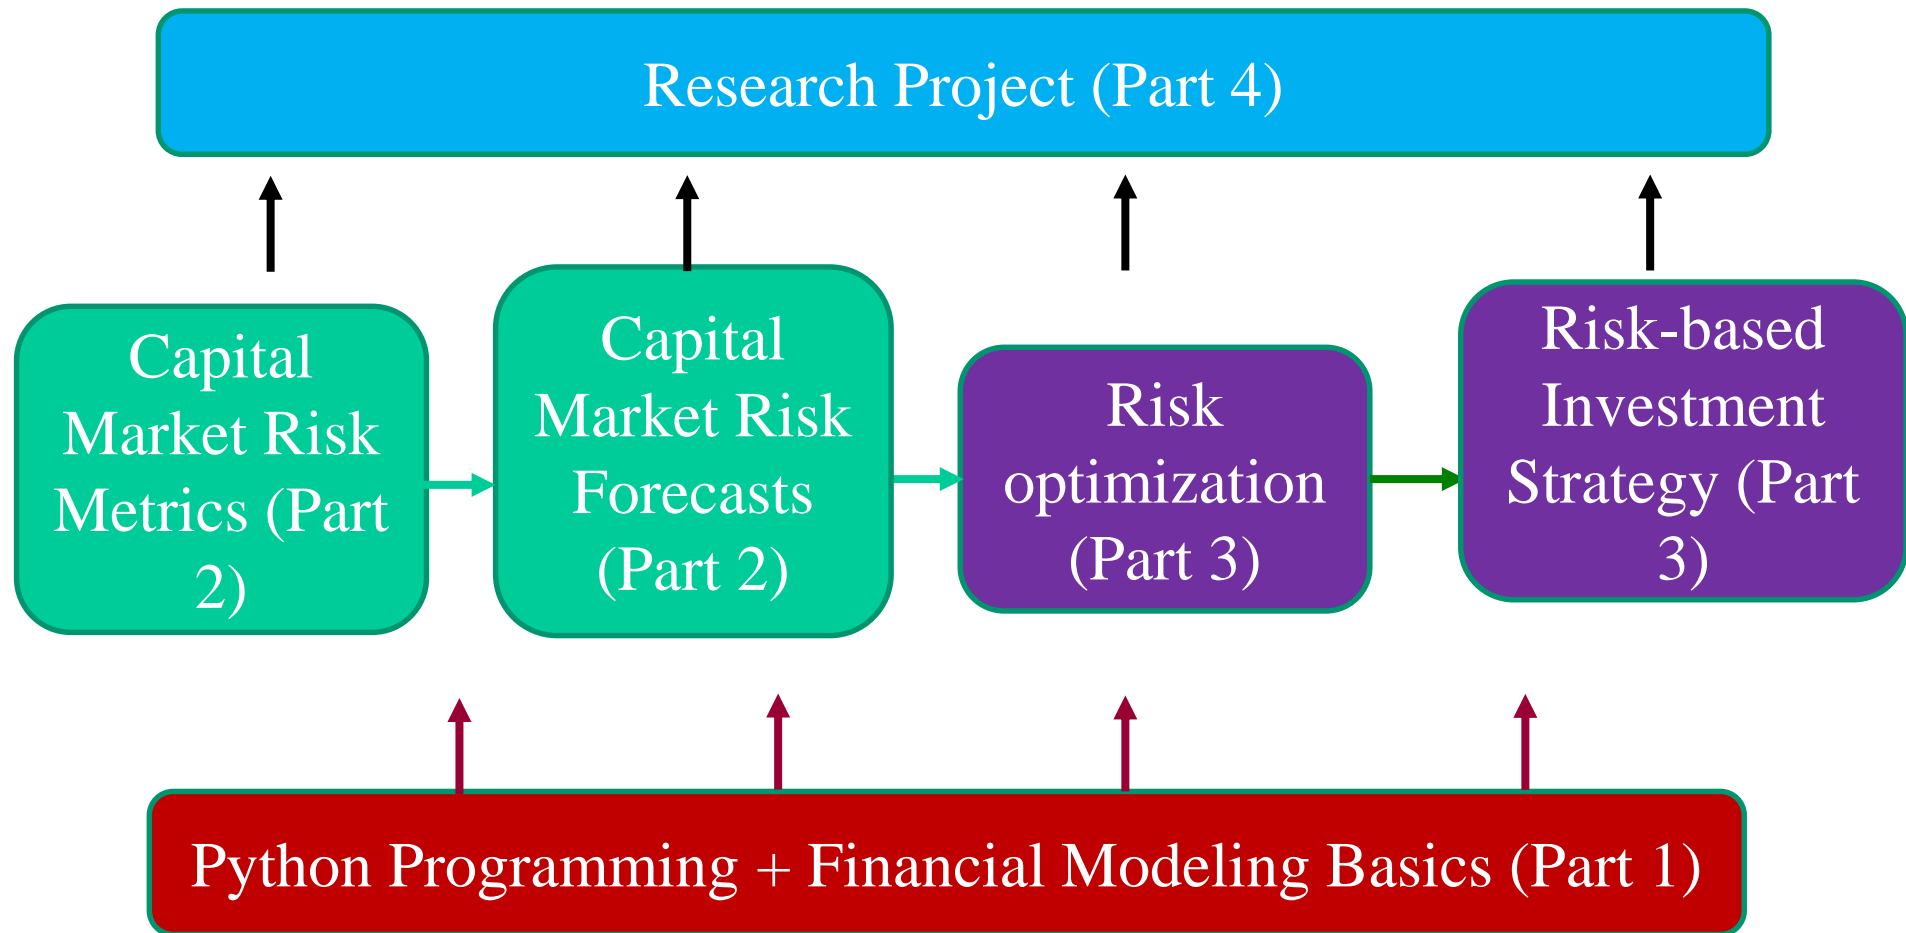 Research Project (Part 4)
Capital
Market Risk
Metrics (Part
2)
Capital
Market Risk
Forecasts
(Part 2)
Risk
optimization
(Part 3)
Risk-based
Investment
Strategy (Part
3)
Python Programming + Financial Modeling Basics (Part 1)